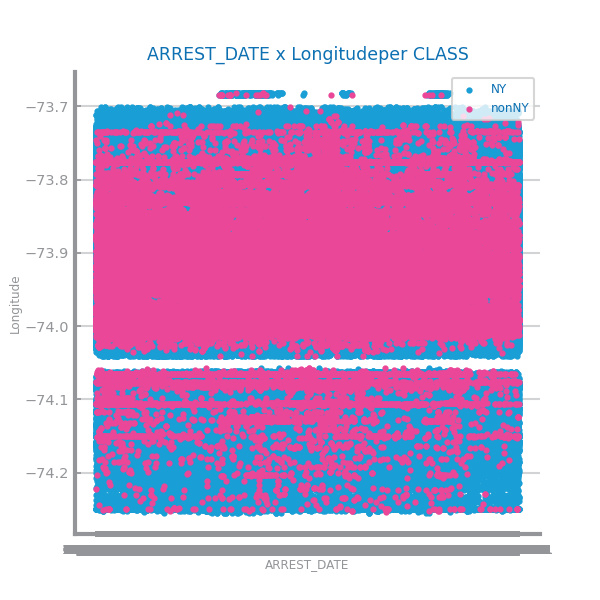 ARREST_DATE x Longitudeper CLASS
NY
nonNY
−73.7
−73.8
−73.9
−74.0
−74.1
−74.2
Longitude
ARREST_DATE